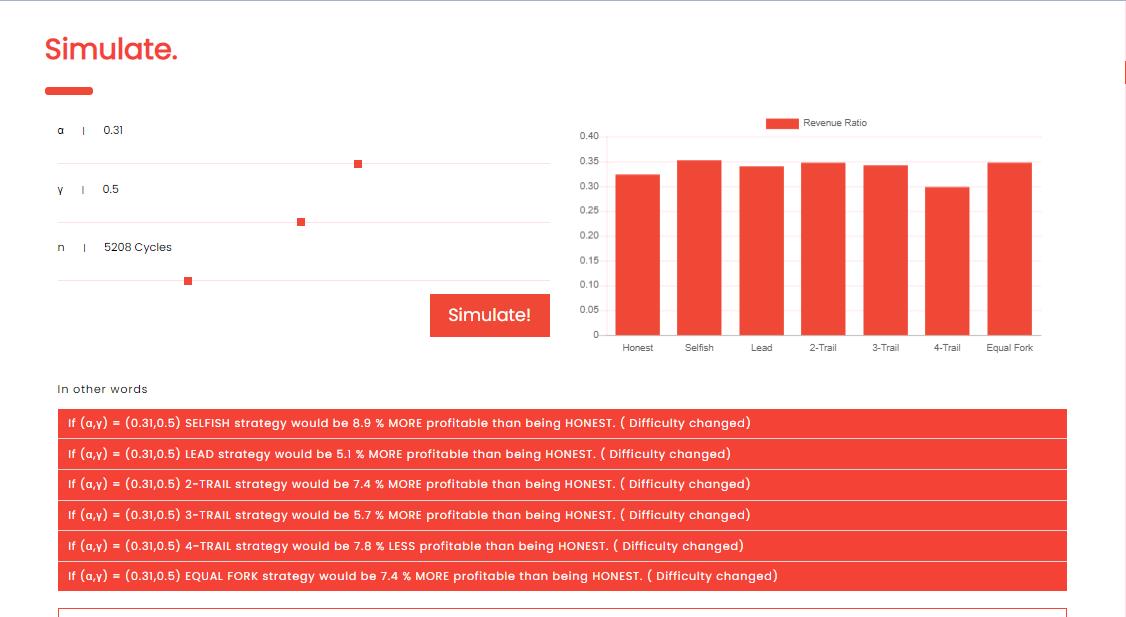 Simulate.
α | 0.31
γ | 0.5
n | 5208 Cycles
Simulate!
Revenue Ratio
0.40
0.35
0.30
0.25
0.20
0.15
0.10
0.05
0
Honest Selfish Lead 2-Trail 3-Trail 4-Trail Equal Fork
In other words
If (α,γ) = (0.31,0.5) SELFISH strategy would be 8.9 % MORE profitable than being HONEST. ( Difficulty changed)
If (α,γ) = (0.31,0.5) LEAD strategy would be 5.1 % MORE profitable than being HONEST. ( Difficulty changed)
If (α,γ) = (0.31,0.5) 2-TRAIL strategy would be 7.4 % MORE profitable than being HONEST. ( Difficulty changed)
If (α,γ) = (0.31,0.5) 3-TRAIL strategy would be 5.7 % MORE profitable than being HONEST. ( Difficulty changed)
If (α,γ) = (0.31,0.5) 4-TRAIL strategy would be 7.8 % LESS profitable than being HONEST. ( Difficulty changed)
If (α,γ) = (0.31,0.5) EQUAL FORK strategy would be 7.4 % MORE profitable than being HONEST. ( Difficulty changed)